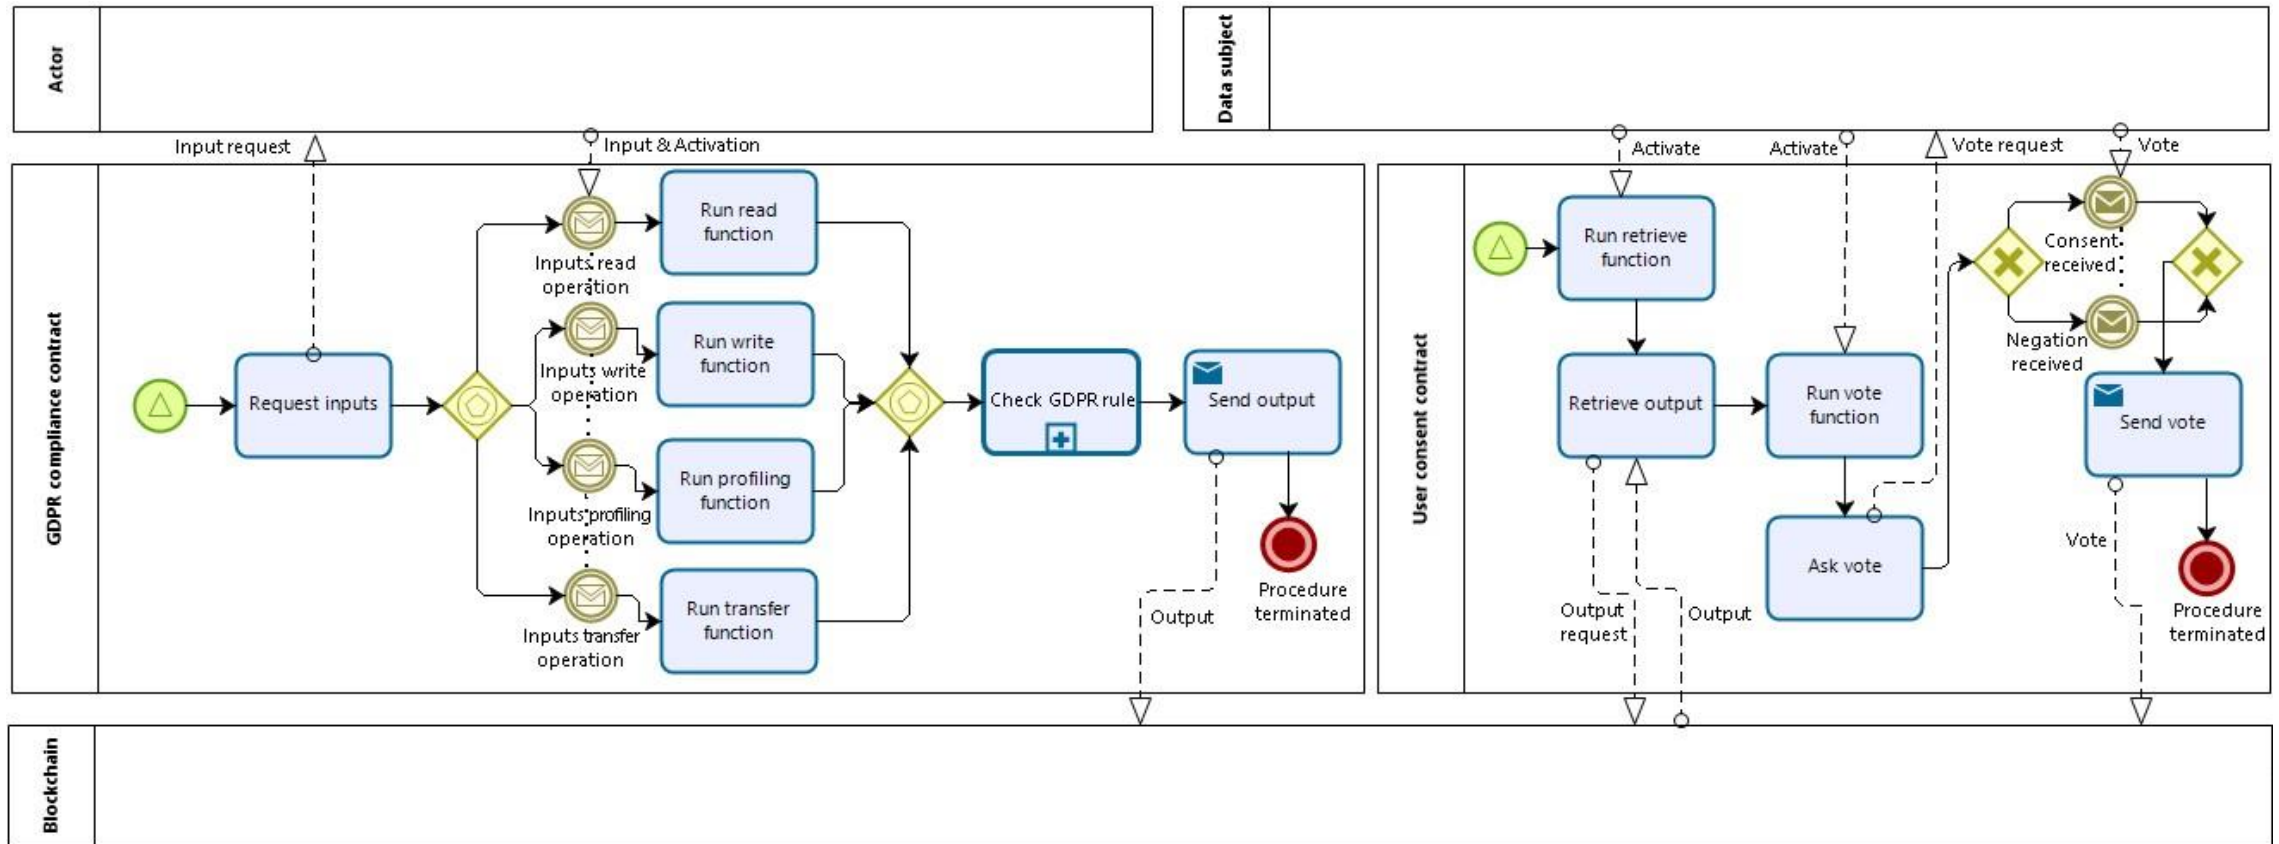 Actor
Data subject
Input request
Input & Activation
Activate
Activate
Vote request
Vote
GDPR compliance contract
Request inputs
Inputs read
operation
Inputs write
operation
Inputs profiling
operation
Inputs transfer
operation
Run read
function
Run write
function
Run profiling
function
Run transfer
function
Check GDPR rule
Send output
Output
Procedure
terminated
User consent contract
Run retrieve
function
Retrieve output
Run vote
function
Ask vote
Output
request
Output
Consent
received
Negation
received
Send vote
Vote
Procedure
terminated
Blockchain